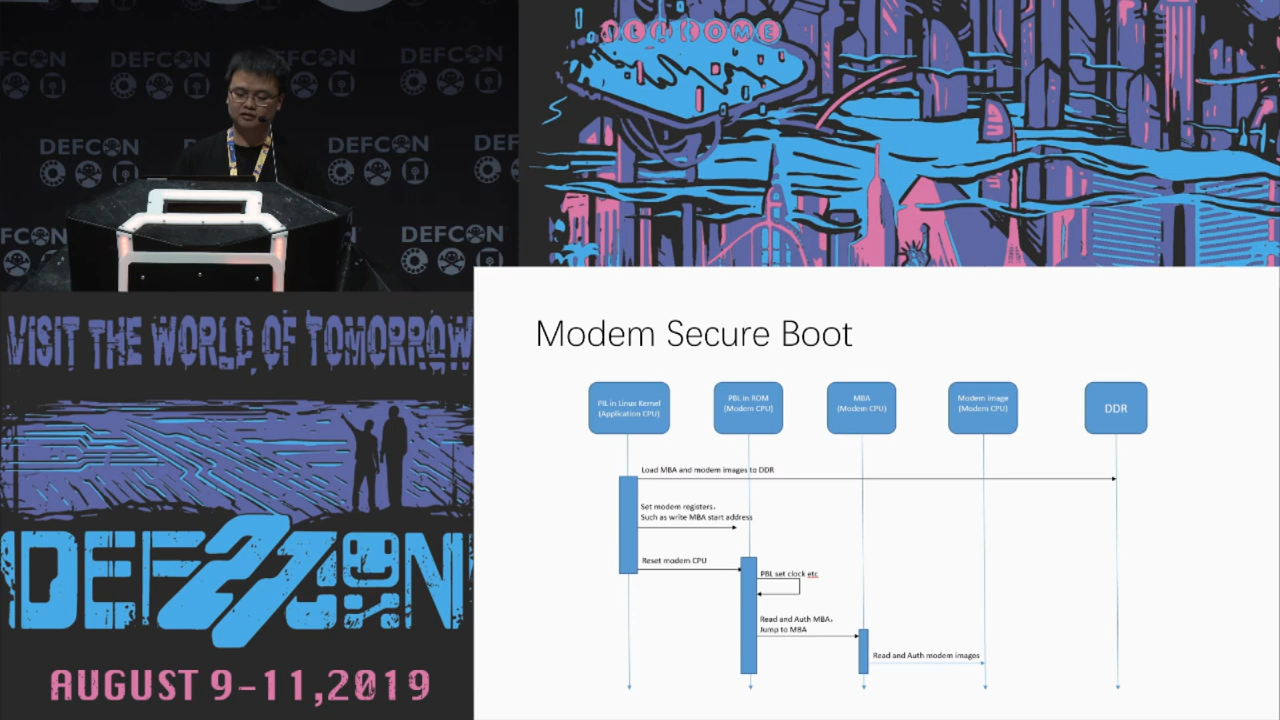 DEFCON
DEFCON
DEFCON
DEFCON
DEFCON
DEF
FCON
DEFCON
WELCOME
VISIT THE WORLD OF TOMORROW
DEFCON
27
AUGUST 9-11,2019
Modem Secure Boot
PIL in Linux Kernel
(Application CPU)
PBL in ROM
(Modem CPU)
MBA
(Modem CPU)
Modem Image
(Modem CPU)
DDR
Load MBA and modem images to DDR
Set modem registers,
Such as write MBA start address
Reset modem CPU
PBL set clock etc
Read and Auth MBA,
Jump to MBA
Read and Auth modem images